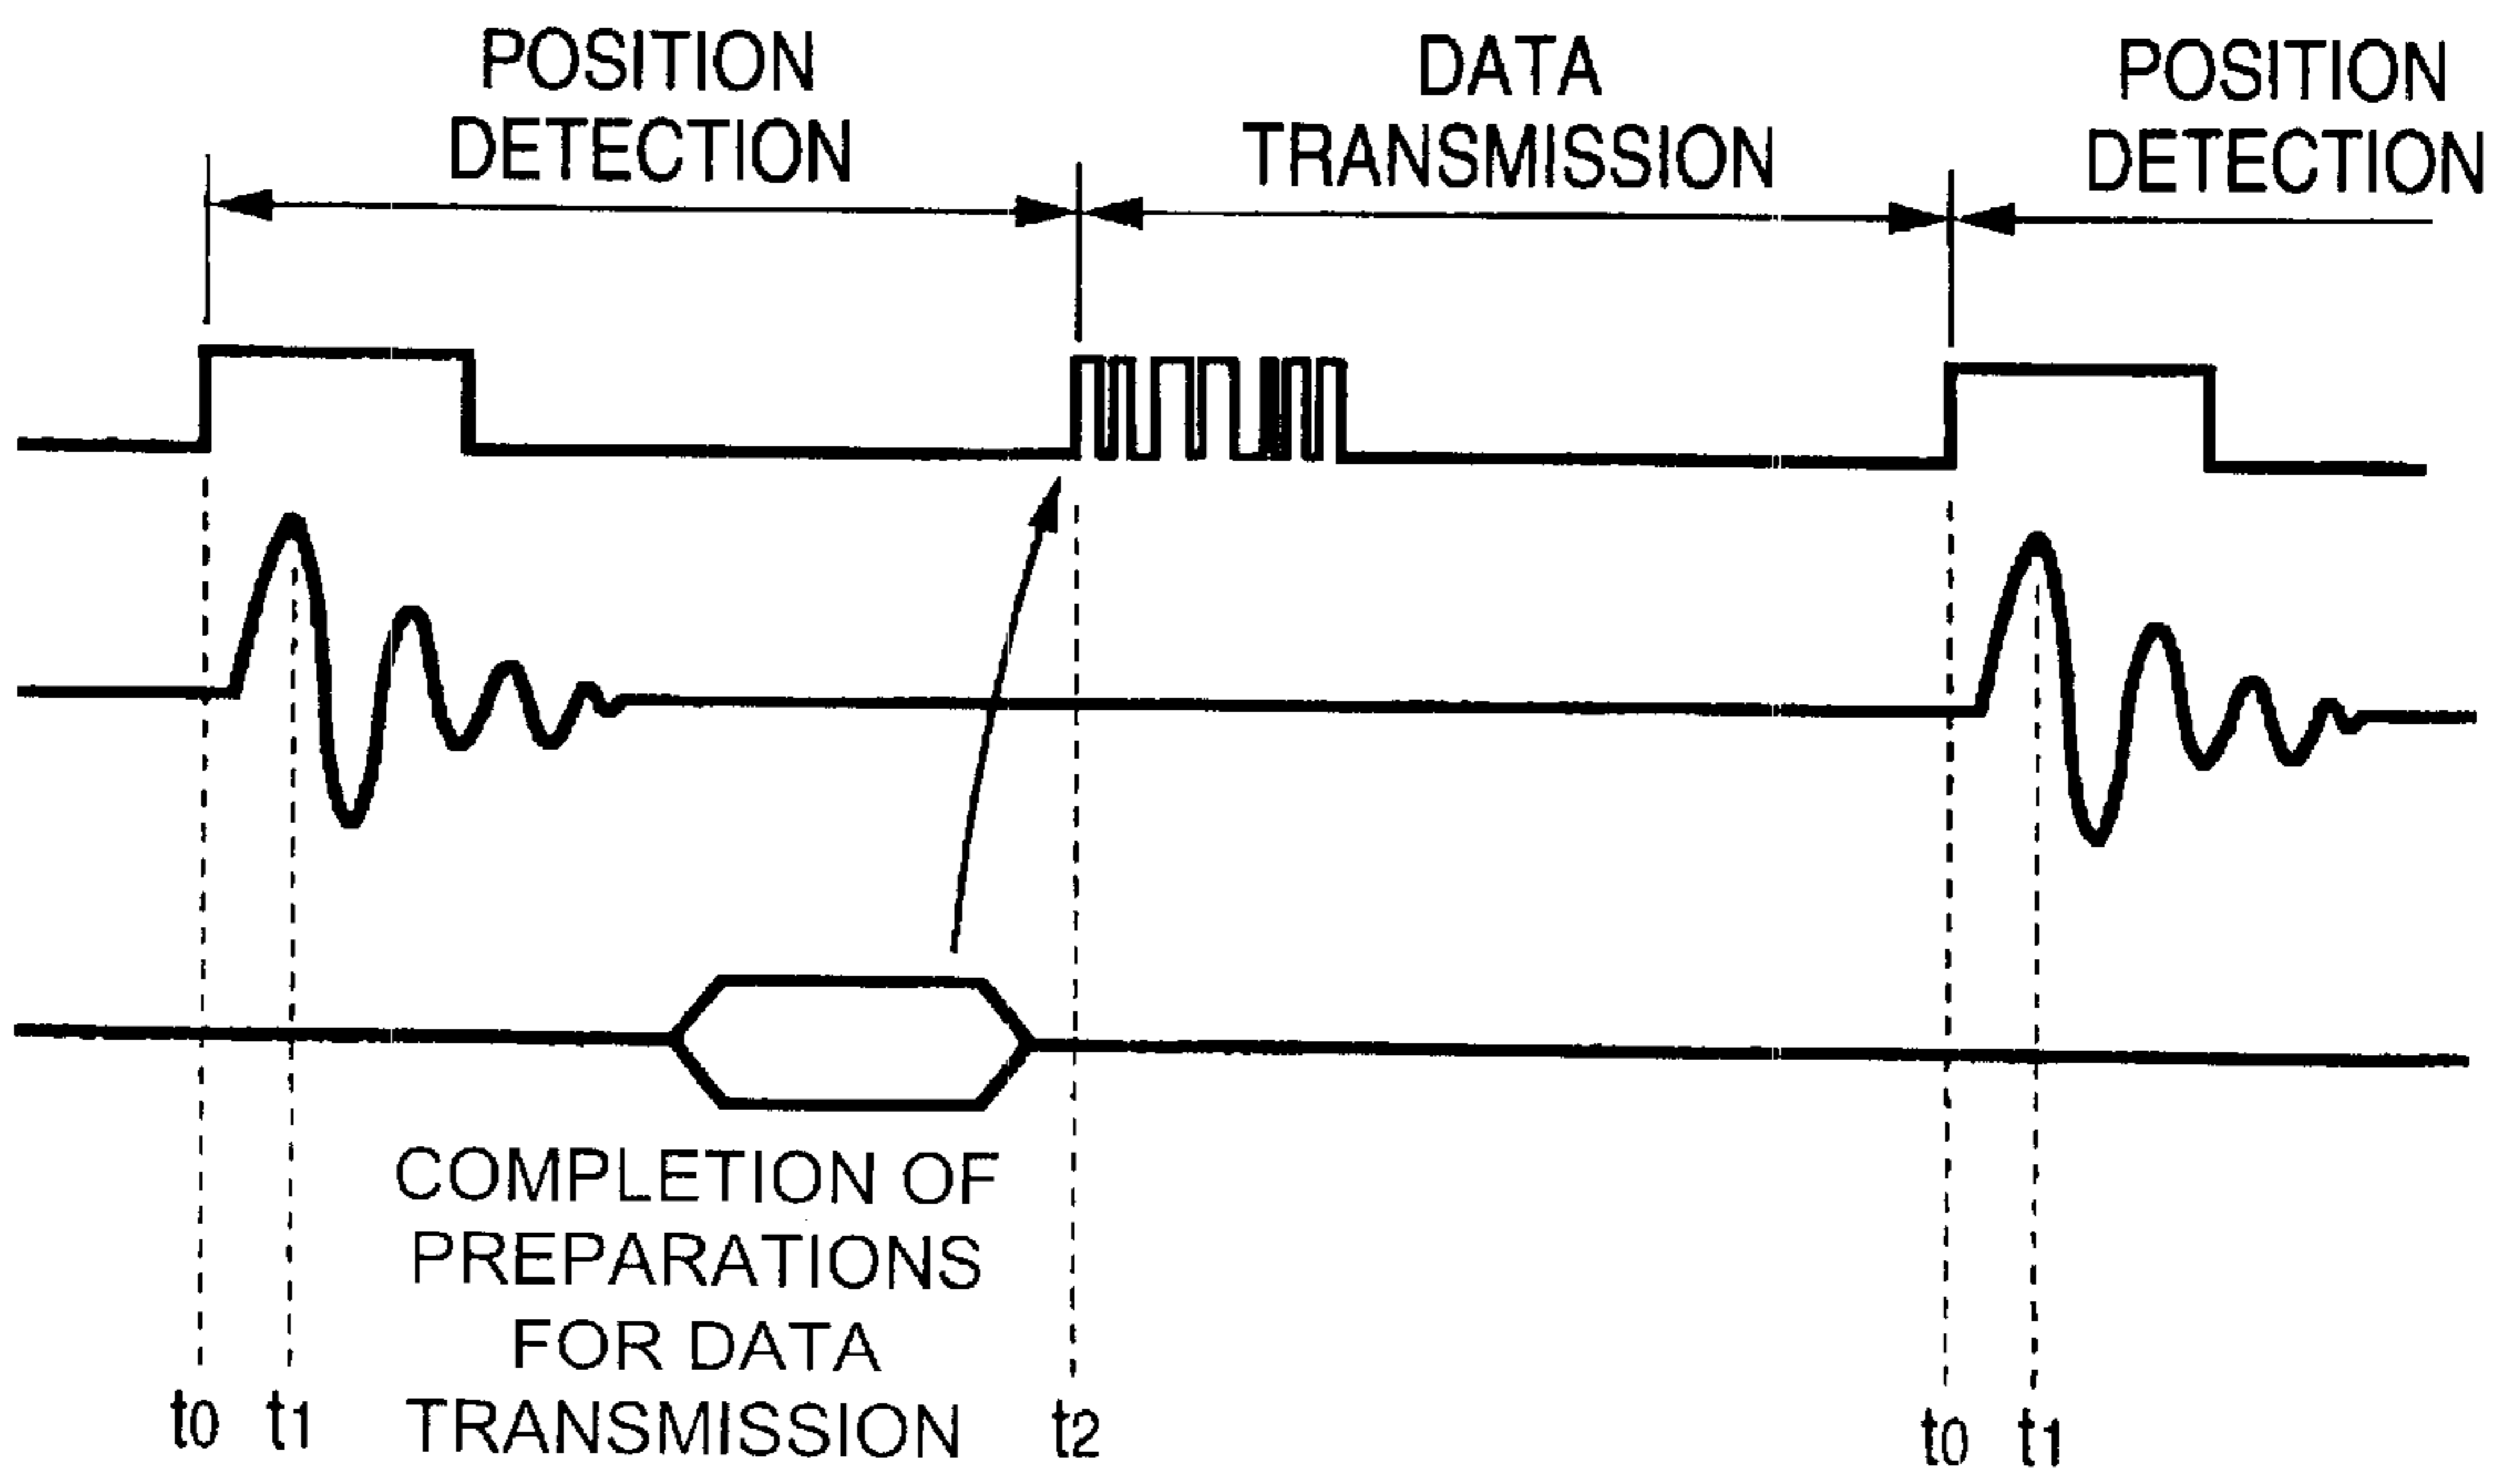 POSITION
DETECTION
DATA
TRANSMISSION
POSITION
DETECTION
COMPLETION OF
PREPARATIONS
FOR DATA
TRANSMISSION
t0
t1
t2
t0
t1